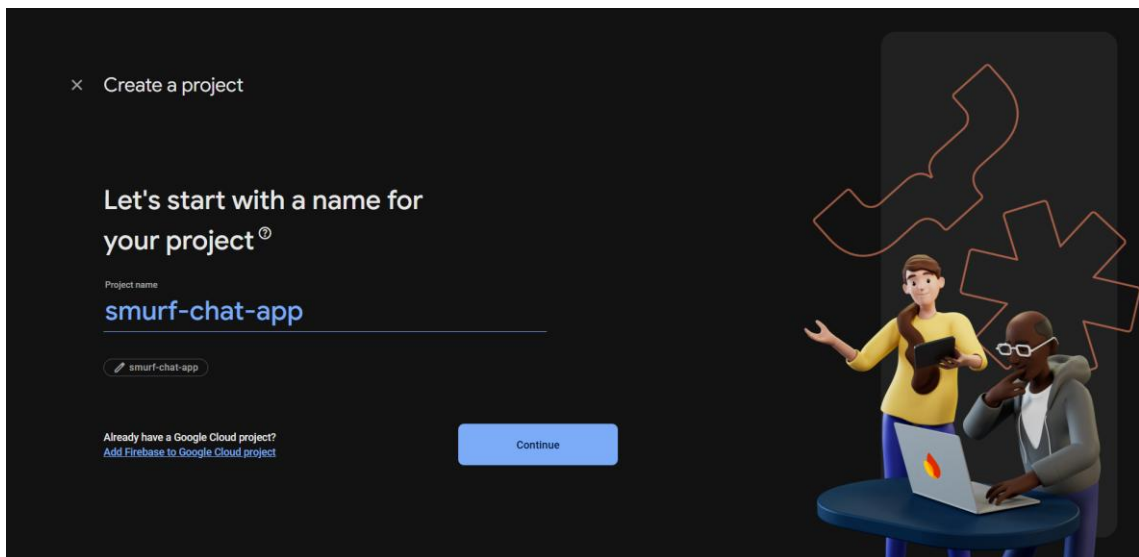 Create a project
Let's start with a name for
your project
Project name
smurf-chat-app
smurf-chat-app
Already have a Google Cloud project?
Add Firebase to Google Cloud project
Continue